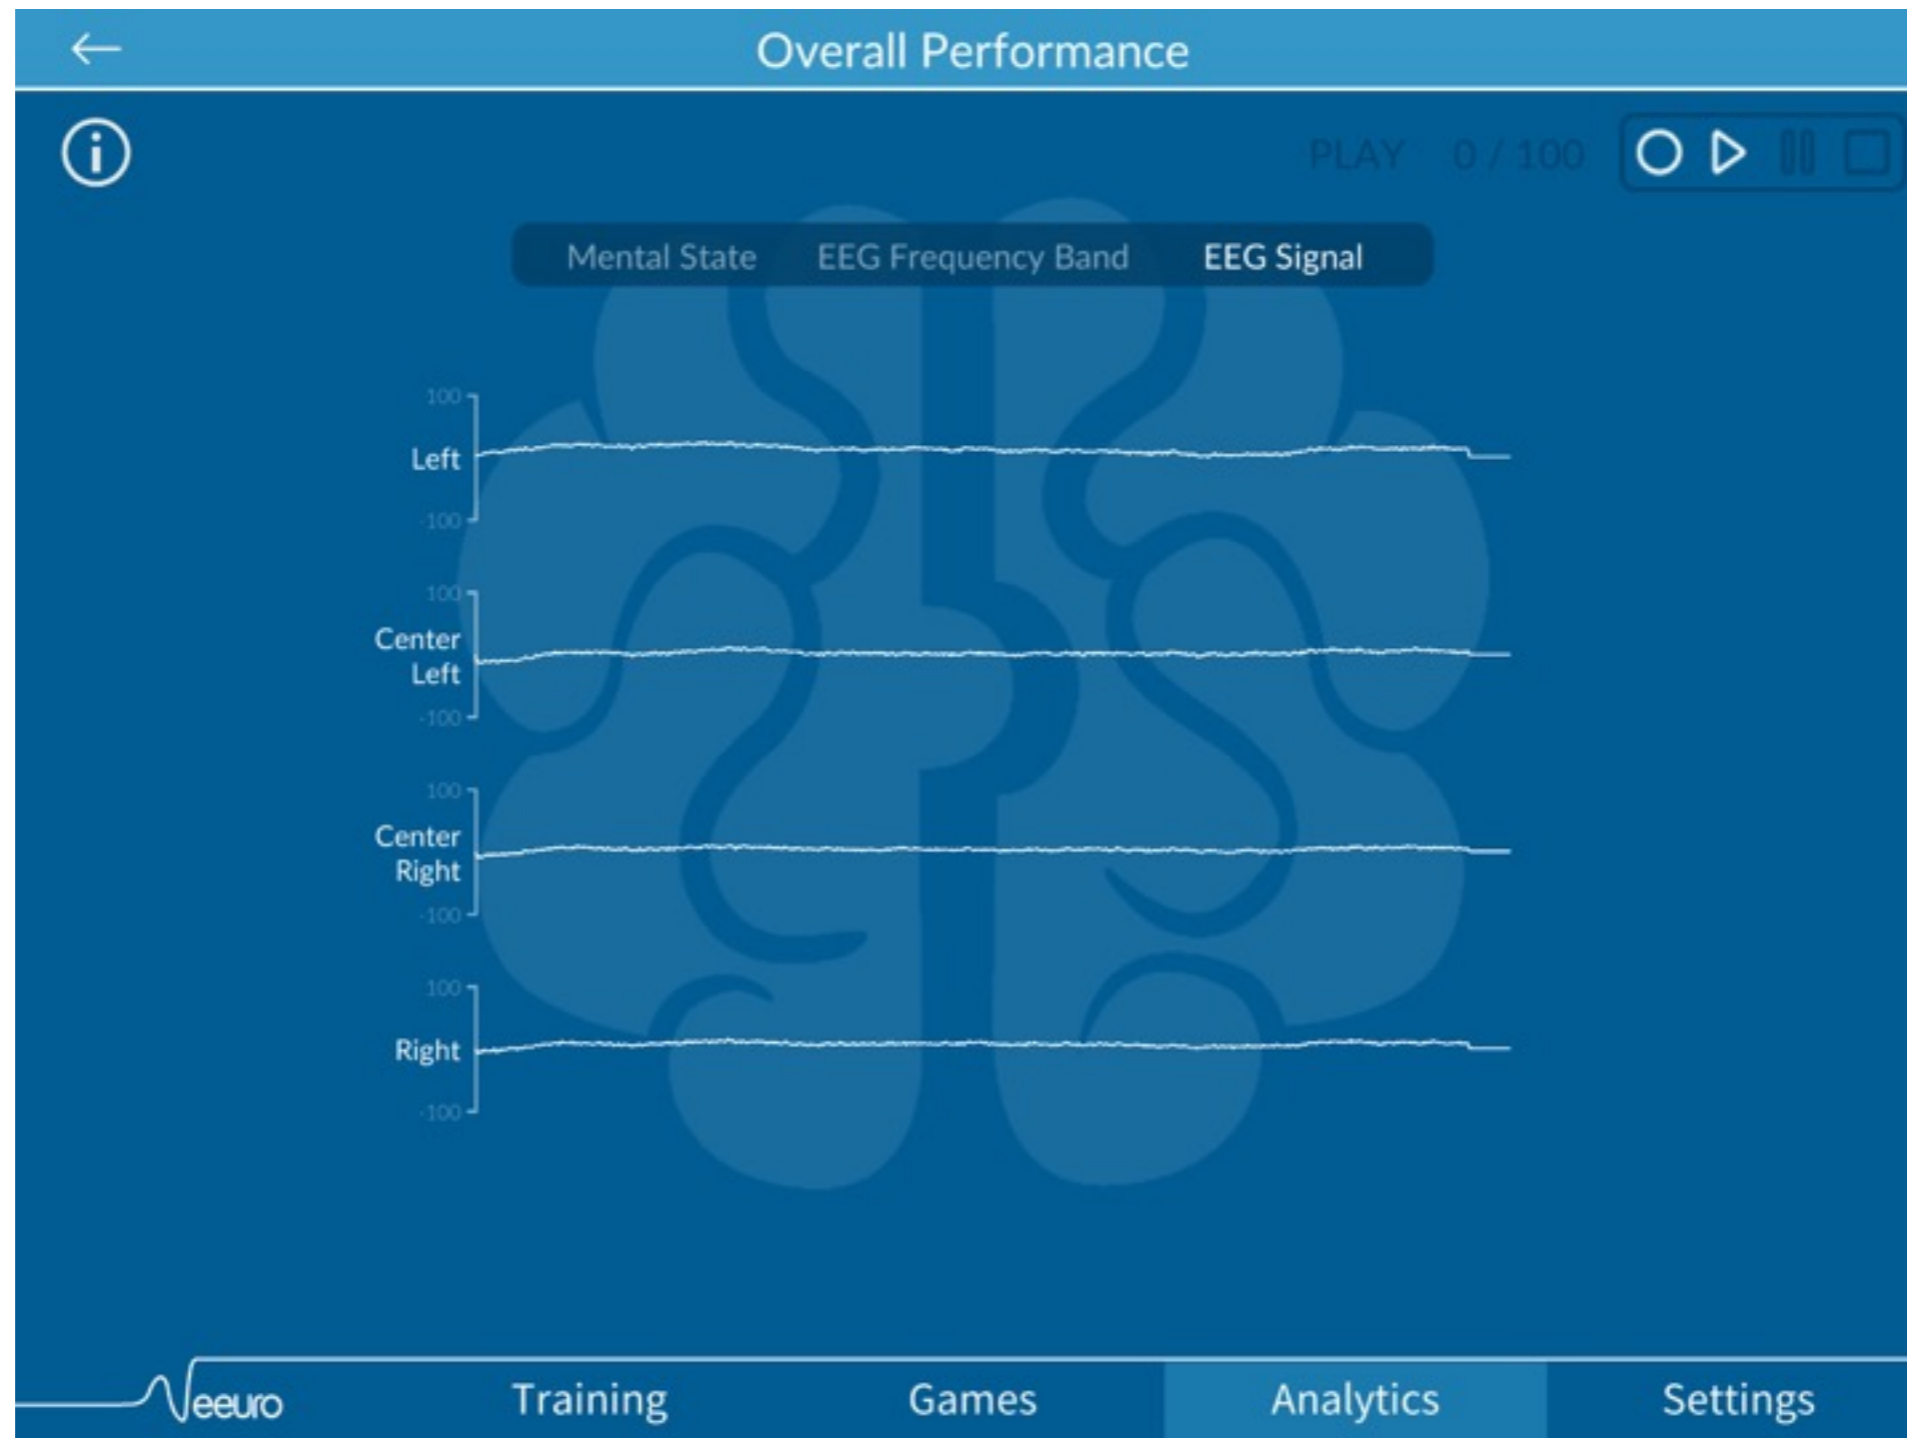 Overall Performance
PLAY 0 / 100
Mental State EEG Frequency Band EEG Signal
100
Left
-100
100
Center
Left
-100
100
Center
Right
-100
100
Right
-100
Neeuro Training Games Analytics Settings